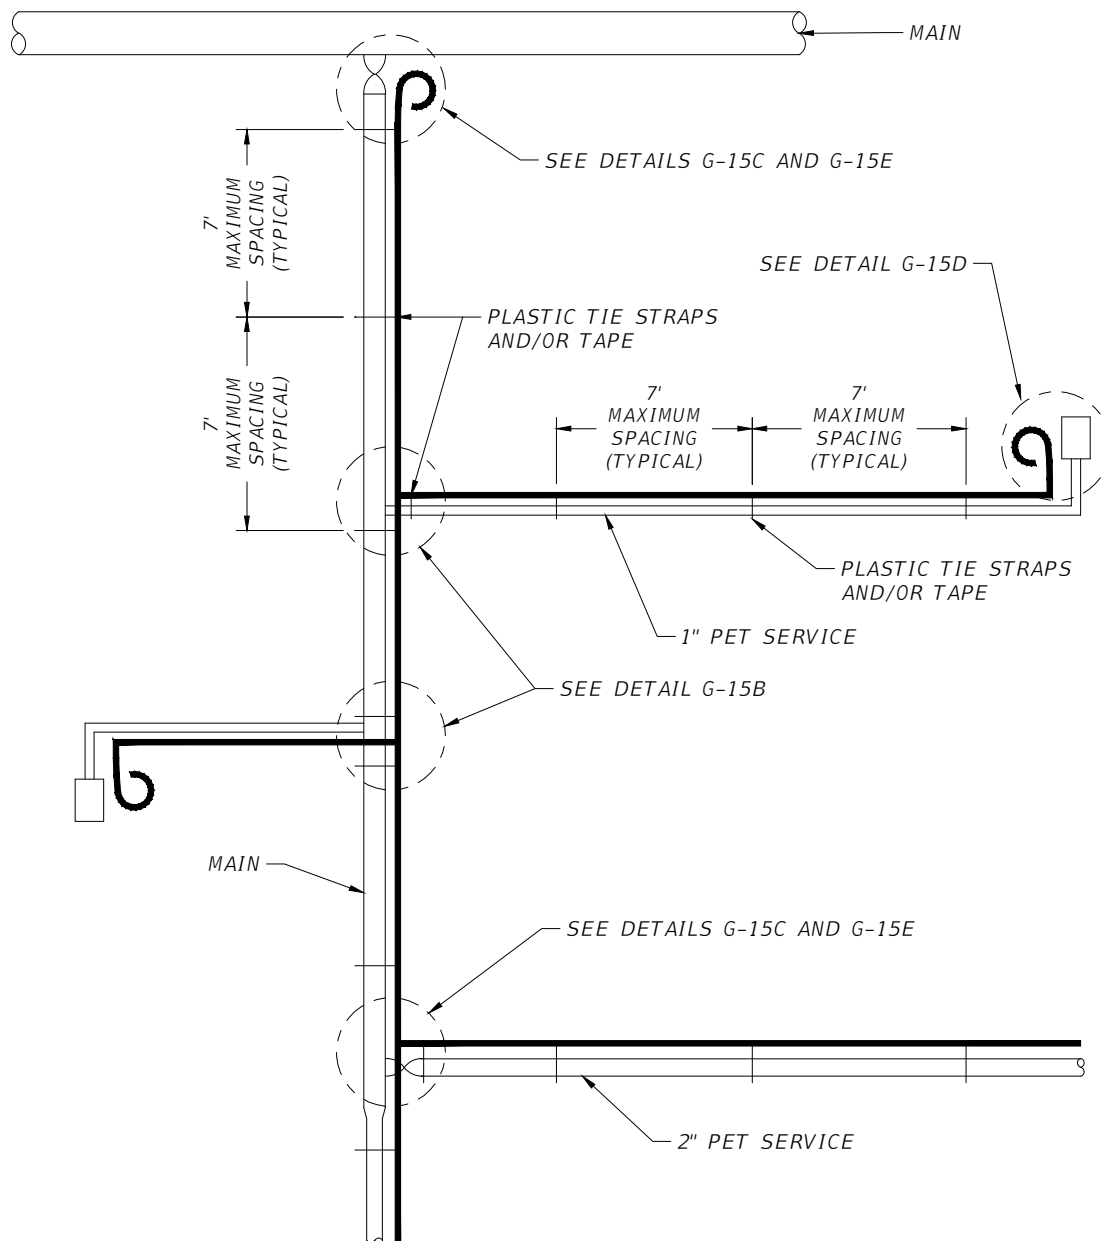 MAIN
SEE DETAILS G-15C AND G-15E
7'
MAXIMUM
SPACING
(TYPICAL)
SEE DETAIL G-15D
PLASTIC TIE STRAPS
AND/OR TAPE
7'
MAXIMUM
SPACING
(TYPICAL)
7'
MAXIMUM
SPACING
(TYPICAL)
7'
MAXIMUM
SPACING
(TYPICAL)
PLASTIC TIE STRAPS
AND/OR TAPE
1" PET SERVICE
SEE DETAIL G-15B
MAIN
SEE DETAILS G-15C AND G-15E
2" PET SERVICE